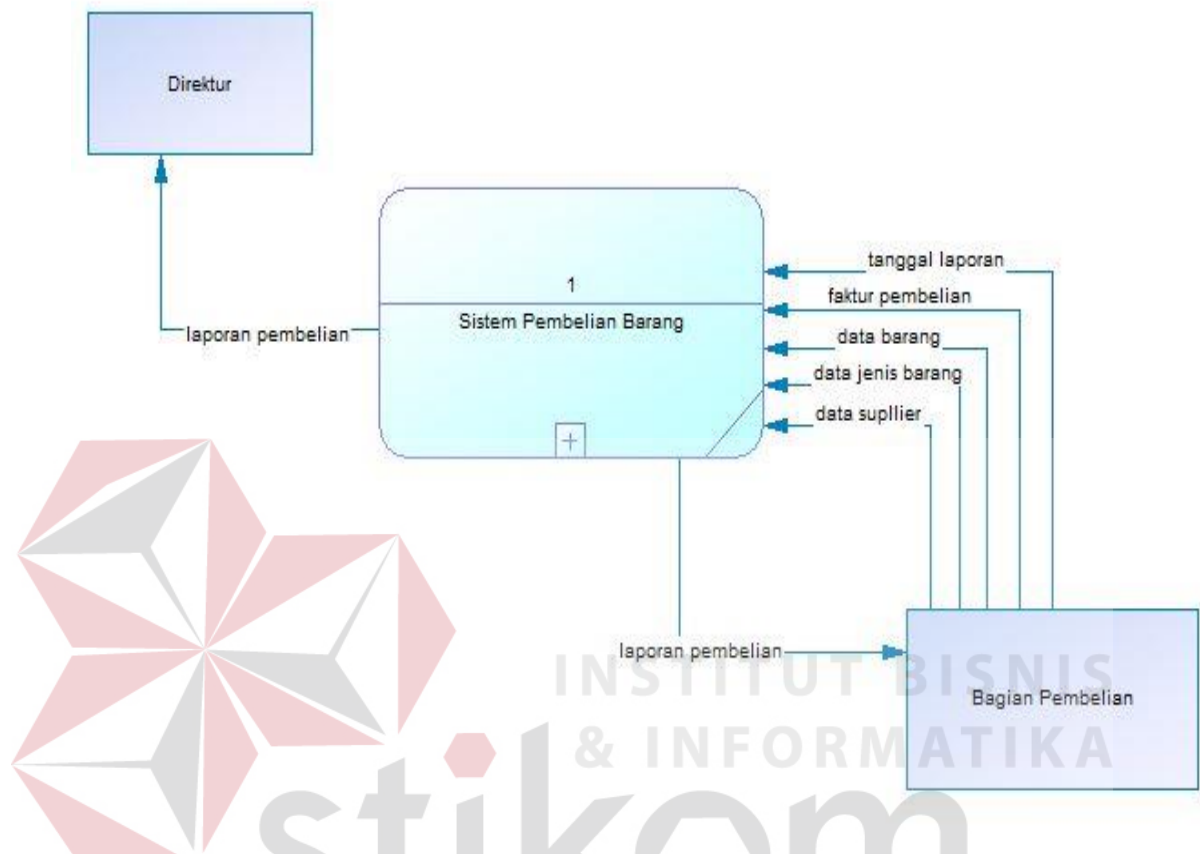 Direktur
1
Sistem Pembelian Barang
laporan pembelian
tanggal laporan
faktur pembelian
data barang
data jenis barang
data supllier
laporan pembelian
Bagian Pembelian
INSTITUT BISNIS
& INFORMATIKA
stikom